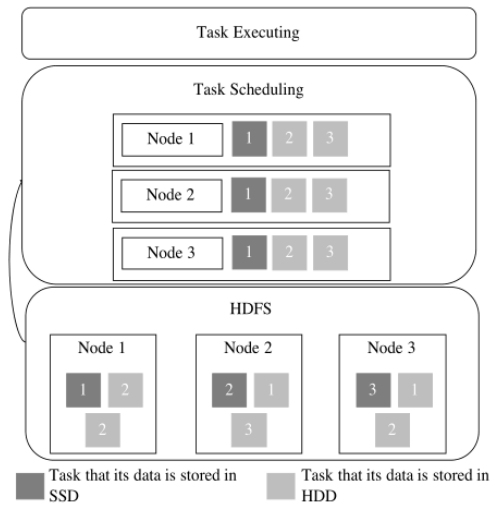 Task Executing
Task Scheduling
Node 1 1 2 3
Node 2 1 2 3
Node 3 1 2 3
HDFS
Node 1 Node 2 Node 3
1 2 2 1 3 1
2 3 2
Task that its data is stored in SSD
Task that its data is stored in HDD